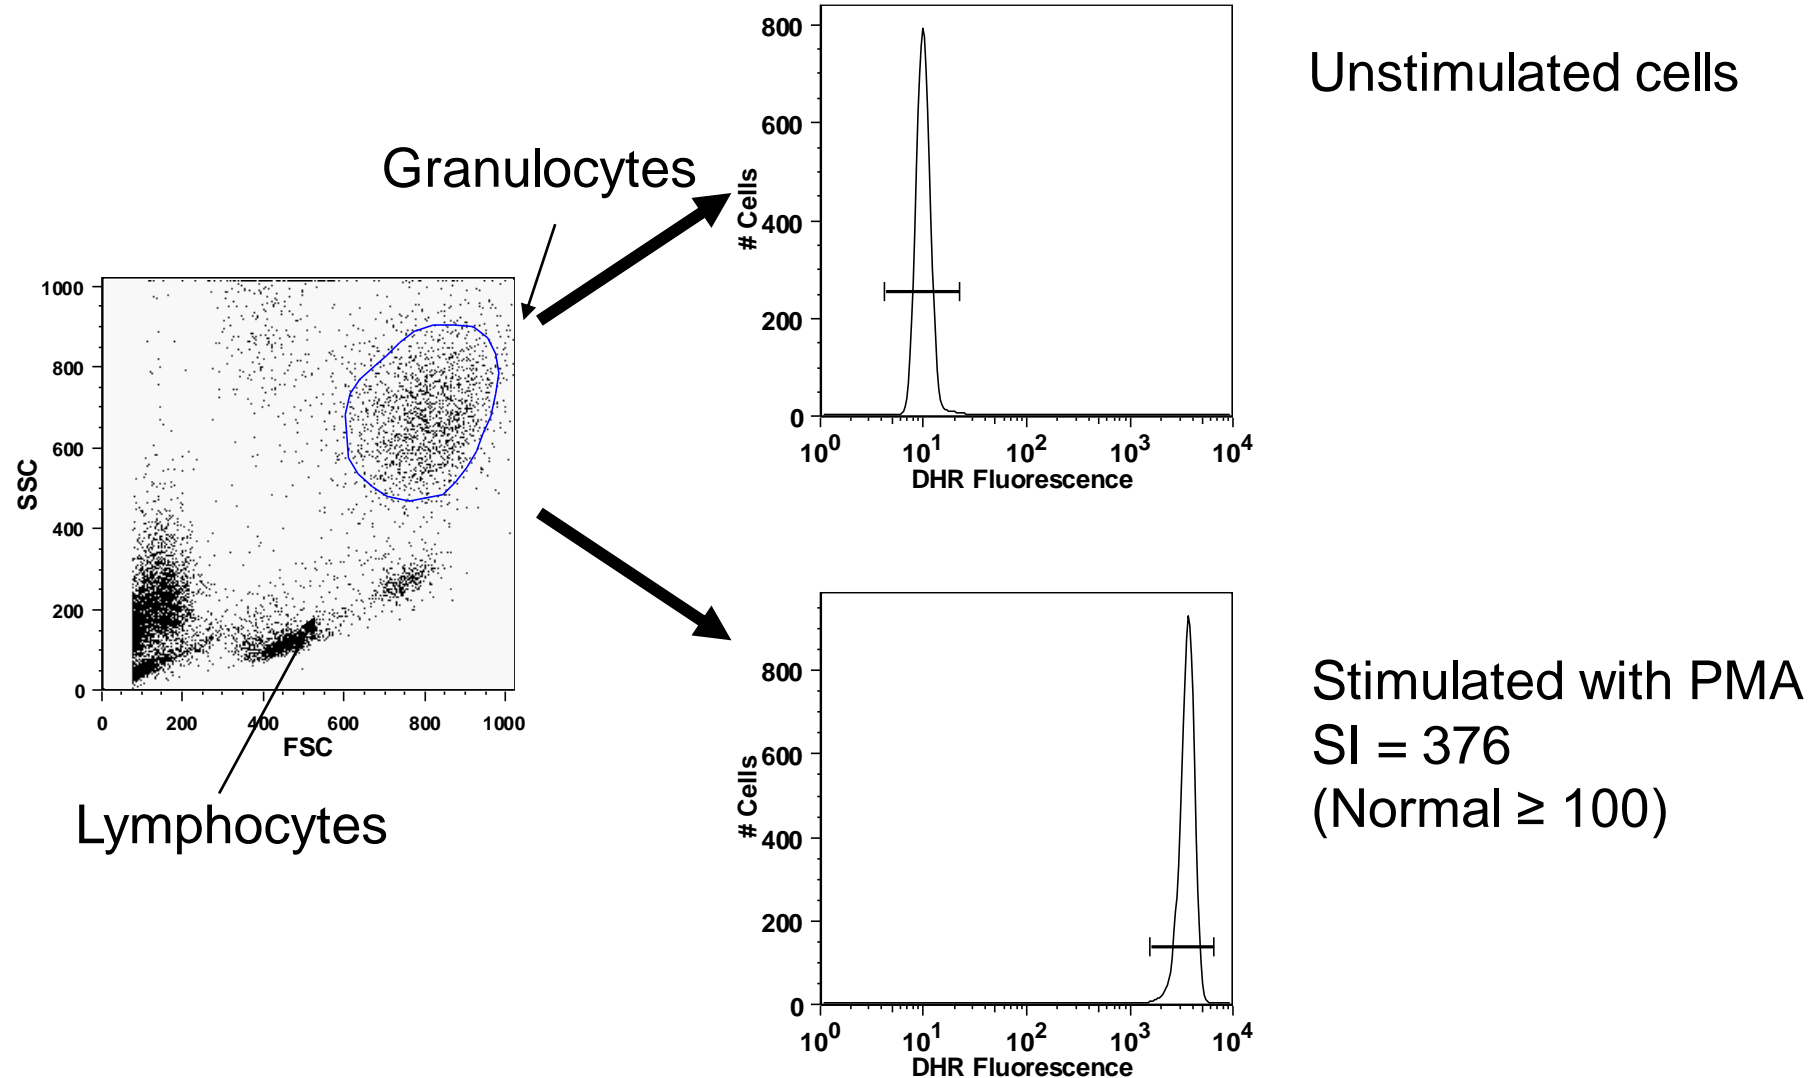 Granulocytes
1000
800
600
400
200
0
SSC
0 200 400 600 800 1000
FSC
Lymphocytes
800
600
400
200
0
# Cells
10⁰ 10¹ 10² 10³ 10⁴
DHR Fluorescence
Unstimulated cells
800
600
400
200
0
# Cells
10⁰ 10¹ 10² 10³ 10⁴
DHR Fluorescence
Stimulated with PMA
SI = 376
(Normal ≥ 100)